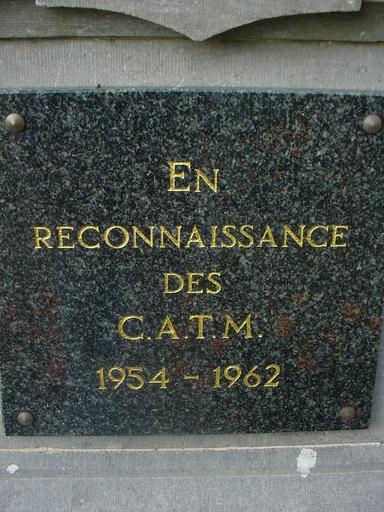 EN
RECONNAISSANCE
DES
C.A.T.M.
1954 - 1962